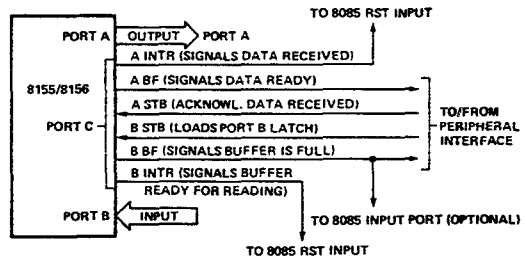 TO 8085 RST INPUT
PORT A
OUTPUT
PORT A
A INTR (SIGNALS DATA RECEIVED)
A BF (SIGNALS DATA READY)
8155/8156
A STB (ACKNOWL. DATA RECEIVED)
TO/FROM
PORT C
B STB (LOADS PORT B LATCH)
PERIPHERAL
INTERFACE
B BF (SIGNALS BUFFER IS FULL)
B INTR (SIGNALS BUFFER
READY FOR READING)
PORT B
INPUT
TO 8085 INPUT PORT (OPTIONAL)
TO 8085 RST INPUT